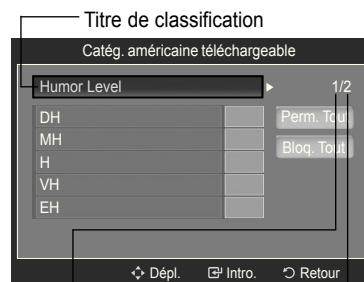 Titre de classification
Catég. américaine téléchargeable
Humor Level 1/2
DH Perm. Tout
MH
Bloq. Tout
H
VH
EH
Dépl. Intro. Retour